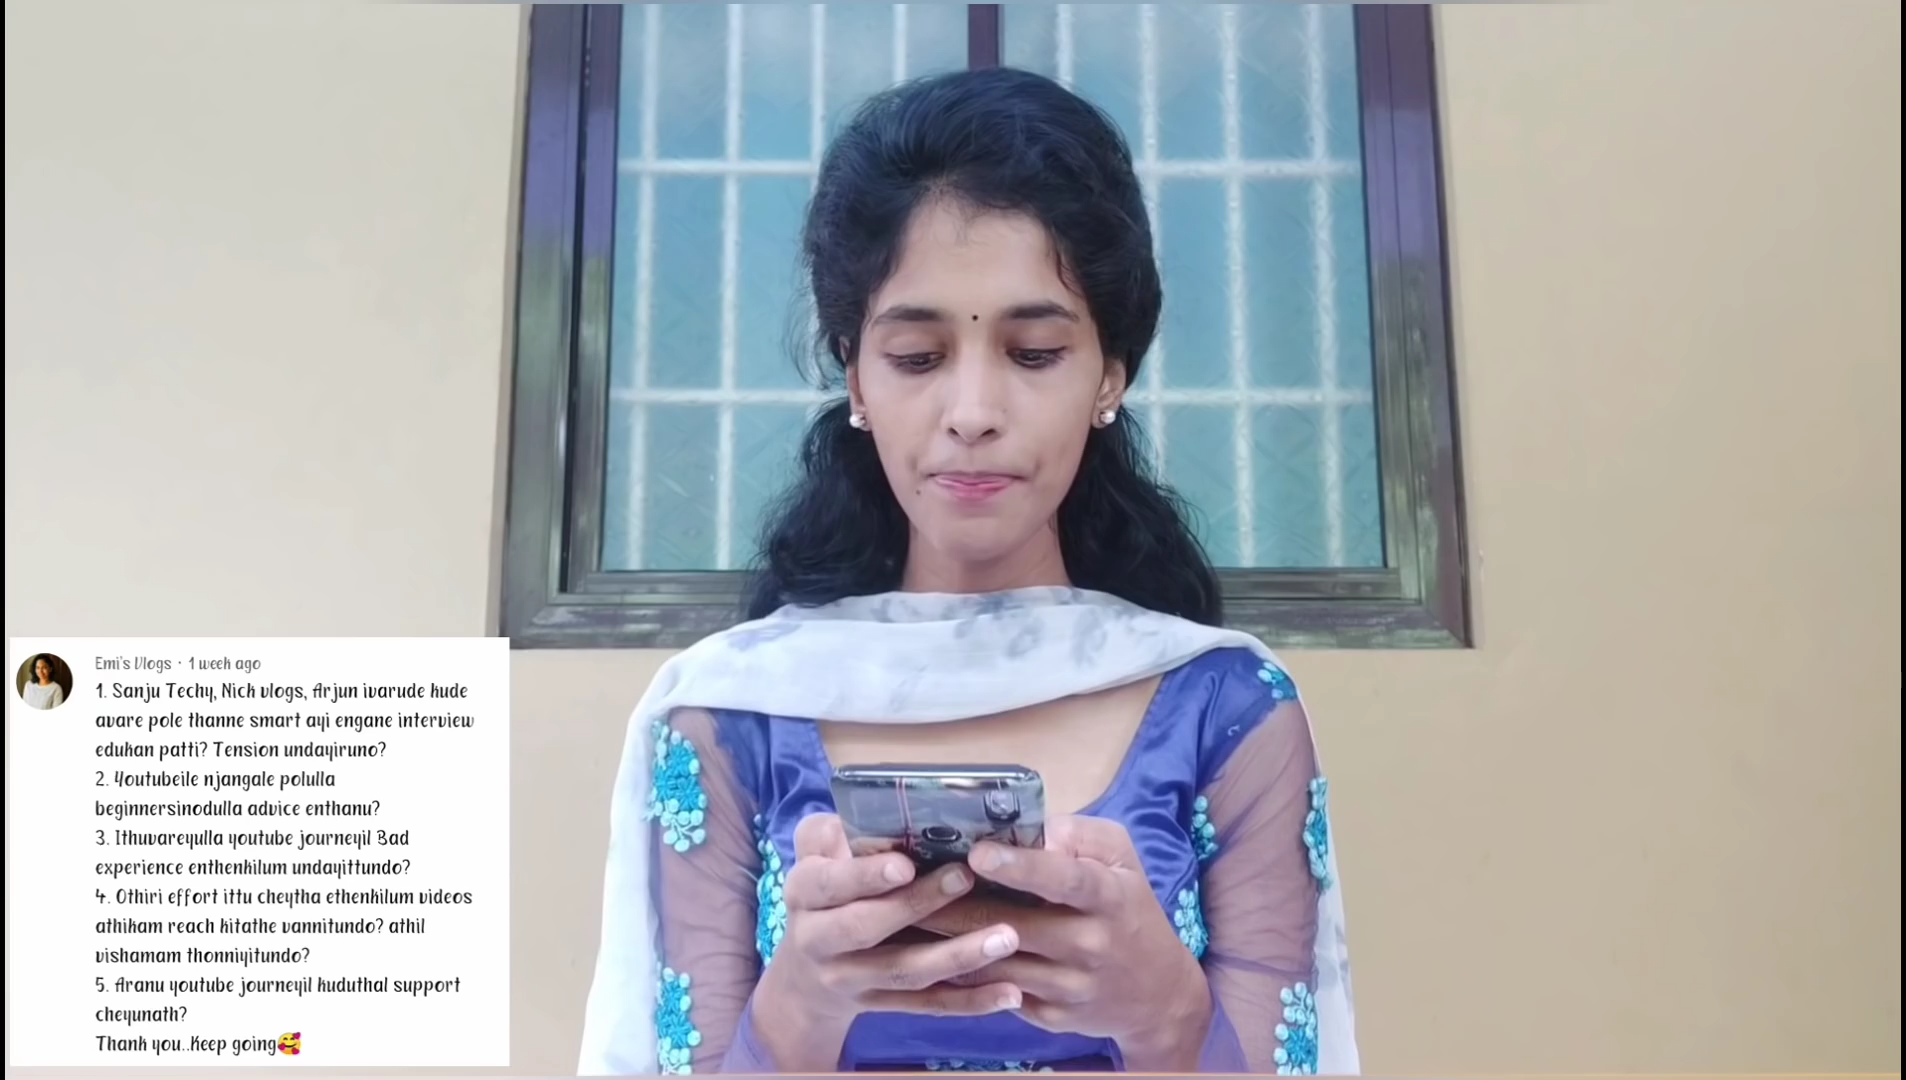 Emi's Vlogs · 1 week ago
1. Sanju Techy, Nick vlogs, Arjun ivarude kude
avare pole thanne smart ayi engane interview
edukan patti? Tension undayiruno?
2. Youtubeile njangale polulla
beginnersinodulla advice enthanu?
3. Ithuvareyulla youtube journeyil Bad
experience enthenkilum undayittundo?
4. Othiri effort ittu cheytha ethenkilum videos
athikam reach kitathe vannitundo? athil
vishamam thonniyitundo?
5. Aranu youtube journeyil kuduthal support
cheyunath?
Thank you..Keep going🥰